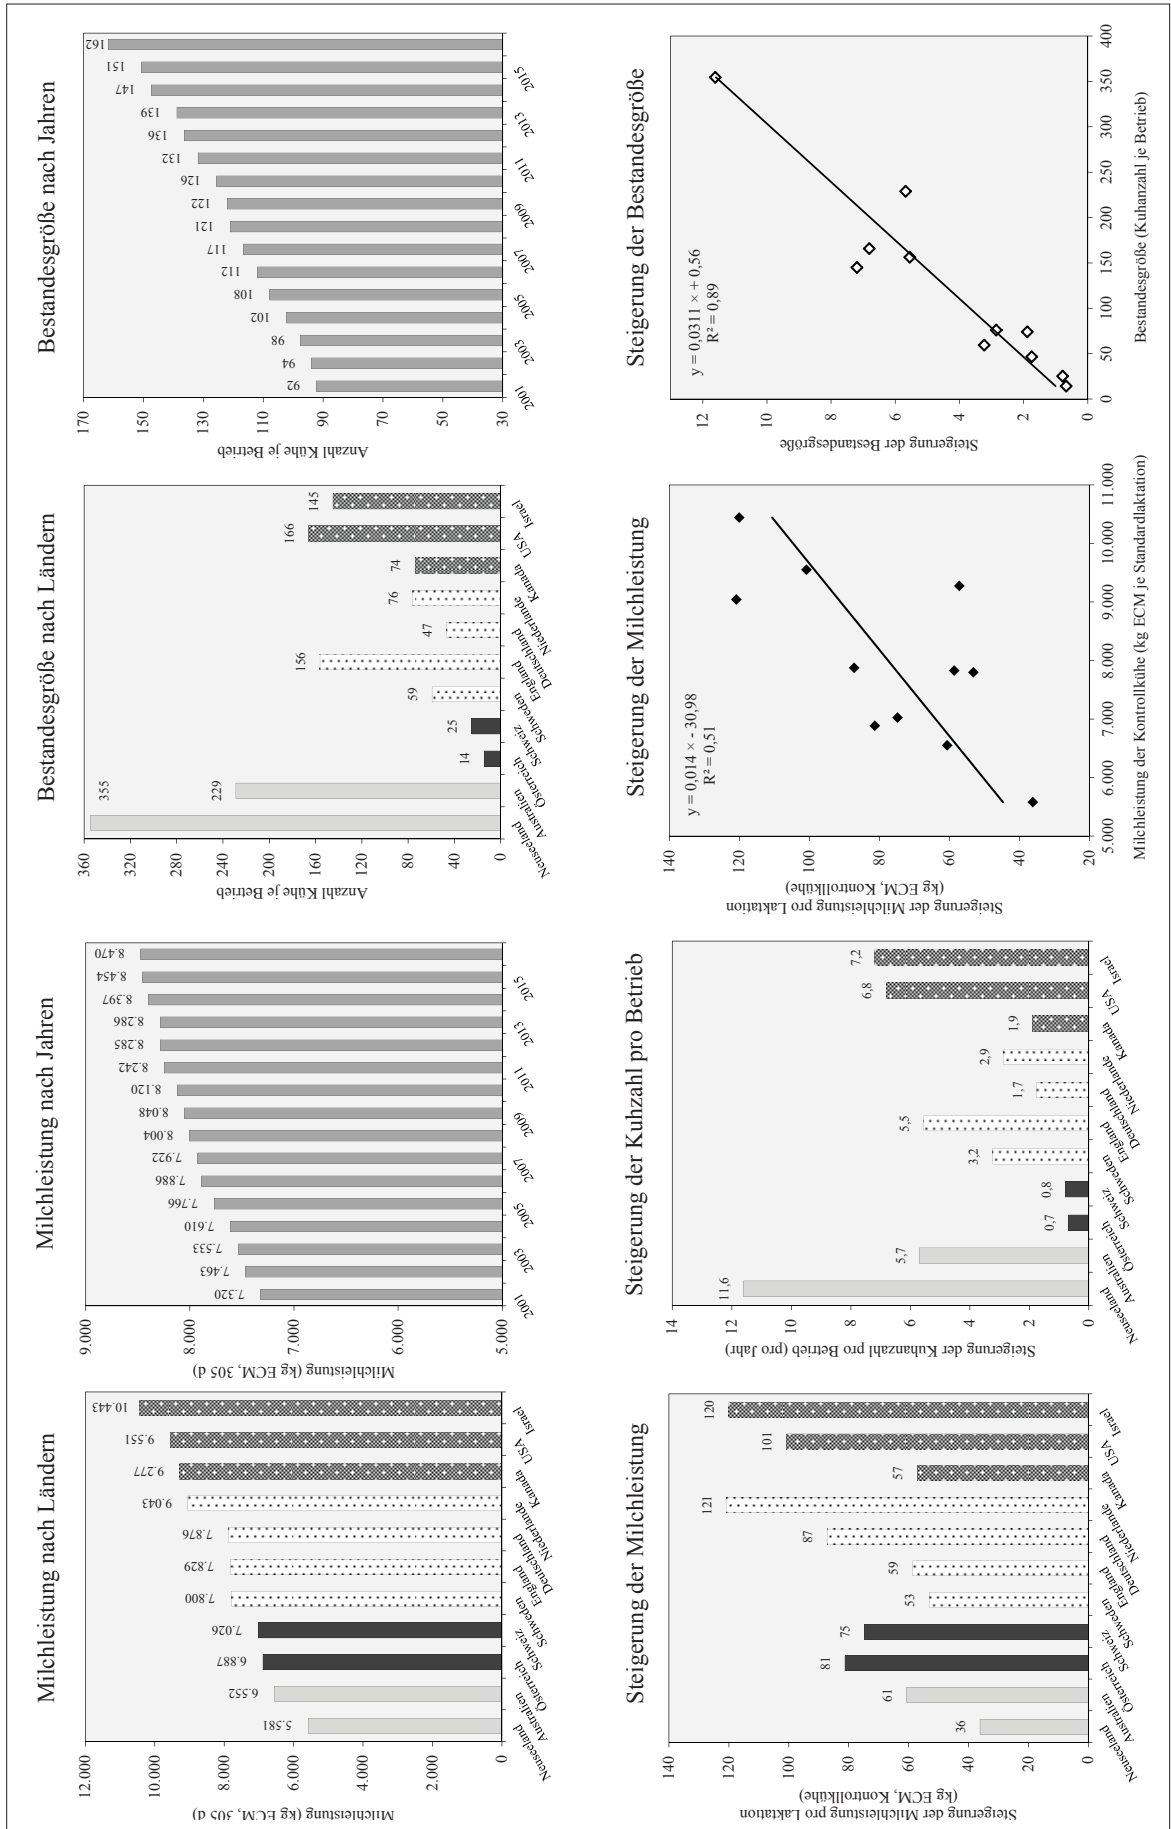 Milchleistung nach Ländern
Milchleistung (kg ECM, 305 d)
12.000
10.000
8.000
6.000
4.000
2.000
0
5.581
6.552
6.887
7.026
7.800
7.829
7.876
9.043
9.277
9.551
10.443
Neuseeland
Australien
Österreich
Schweiz
Schweden
England
Deutschland
Niederlande
Kanada
USA
Israel
Milchleistung nach Jahren
Milchleistung (kg ECM, 305 d)
9.000
8.000
7.000
6.000
5.000
7.320
7.463
7.533
7.610
7.766
7.886
7.922
8.004
8.048
8.120
8.242
8.285
8.286
8.397
8.454
8.470
2001
2003
2005
2007
2009
2011
2013
2015
Bestandesgröße nach Ländern
Anzahl Kühe je Betrieb
360
320
280
240
200
160
120
80
40
0
355
229
14
25
59
156
47
76
74
166
145
Neuseeland
Australien
Österreich
Schweiz
Schweden
England
Deutschland
Niederlande
Kanada
USA
Israel
Bestandesgröße nach Jahren
Anzahl Kühe je Betrieb
170
150
130
110
90
70
50
30
92
94
98
102
108
112
117
121
122
126
132
136
139
147
151
162
2001
2003
2005
2007
2009
2011
2013
2015
Steigerung der Milchleistung
Steigerung der Milchleistung pro Laktation
(kg ECM, Kontrollkühe)
120
100
80
60
40
20
0
36
61
81
75
53
59
87
121
57
101
120
Neuseeland
Australien
Österreich
Schweiz
Schweden
England
Deutschland
Niederlande
Kanada
USA
Israel
Steigerung der Kuhzahl pro Betrieb
Steigerung der Kuhanzahl pro Betrieb (pro Jahr)
14
12
10
8
6
4
2
0
11,6
5,7
0,7
0,8
3,2
5,5
1,7
2,9
1,9
6,8
7,2
Neuseeland
Australien
Österreich
Schweiz
Schweden
England
Deutschland
Niederlande
Kanada
USA
Israel
Steigerung der Milchleistung
Steigerung der Milchleistung pro Laktation
(kg ECM, Kontrollkühe)
120
100
80
60
40
20
y = 0,014 × - 30,98
R² = 0,51
5.000
6.000
7.000
8.000
9.000
10.000
11.000
Milchleistung der Kontrollkühe (kg ECM je Standardlaktation)
Steigerung der Bestandesgröße
Steigerung der Bestandesgröße
12
10
8
6
4
2
0
y = 0,0311 × + 0,56
R² = 0,89
0
50
100
150
200
250
300
350
400
Bestandesgröße (Kuhanzahl je Betrieb)